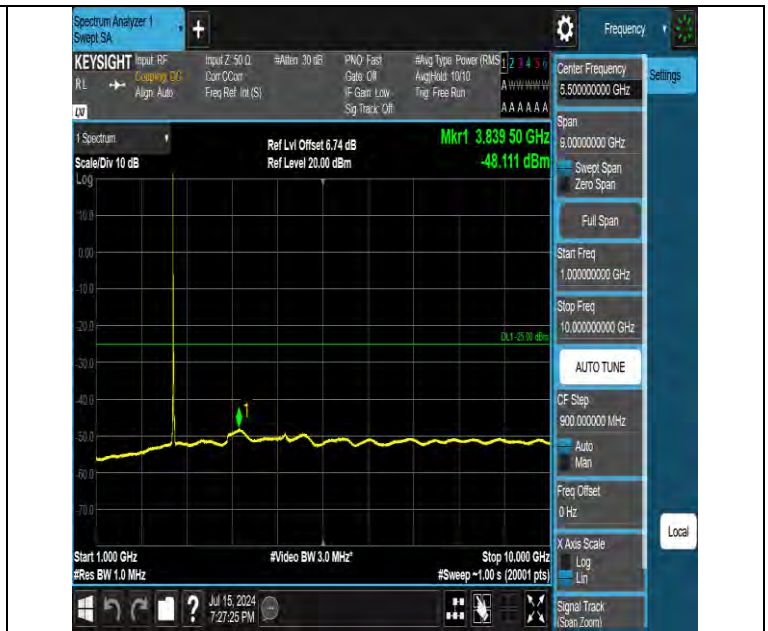 Spectrum Analyzer 1
Swept SA
Frequency
KEYSIGHT
RL
Input: RF
Coupling: DC
Align: Auto
Input Z: 50 Ω
Corr CCorr
Freq Ref: Int (S)
#Atten: 30 dB
PNO: Fast
Gate: Off
IF Gain: Low
Sig Track: Off
#Avg Type: Power (RMS
Avg|Hold: 10/10
Trig: Free Run
1 2 3 4 5 6
A W W W W W
A A A A A A
1 Spectrum
Scale/Div 10 dB
Log
Ref Lvl Offset 6.74 dB
Ref Level 20.00 dBm
Mkr1 3.839 50 GHz
-48.111 dBm
10.0
0.00
-10.0
-20.0
-30.0
-40.0
-50.0
-60.0
-70.0
DL1 -25.00 dBm
1
Start 1.000 GHz
#Res BW 1.0 MHz
#Video BW 3.0 MHz*
Stop 10.000 GHz
#Sweep ~1.00 s (20001 pts)
Jul 15, 2024
7:27:25 PM
Center Frequency
5.500000000 GHz
Settings
Span
9.00000000 GHz
Swept Span
Zero Span
Full Span
Start Freq
1.000000000 GHz
Stop Freq
10.000000000 GHz
AUTO TUNE
CF Step
900.000000 MHz
Auto
Man
Freq Offset
0 Hz
X Axis Scale
Log
Lin
Local
Signal Track
(Span Zoom)